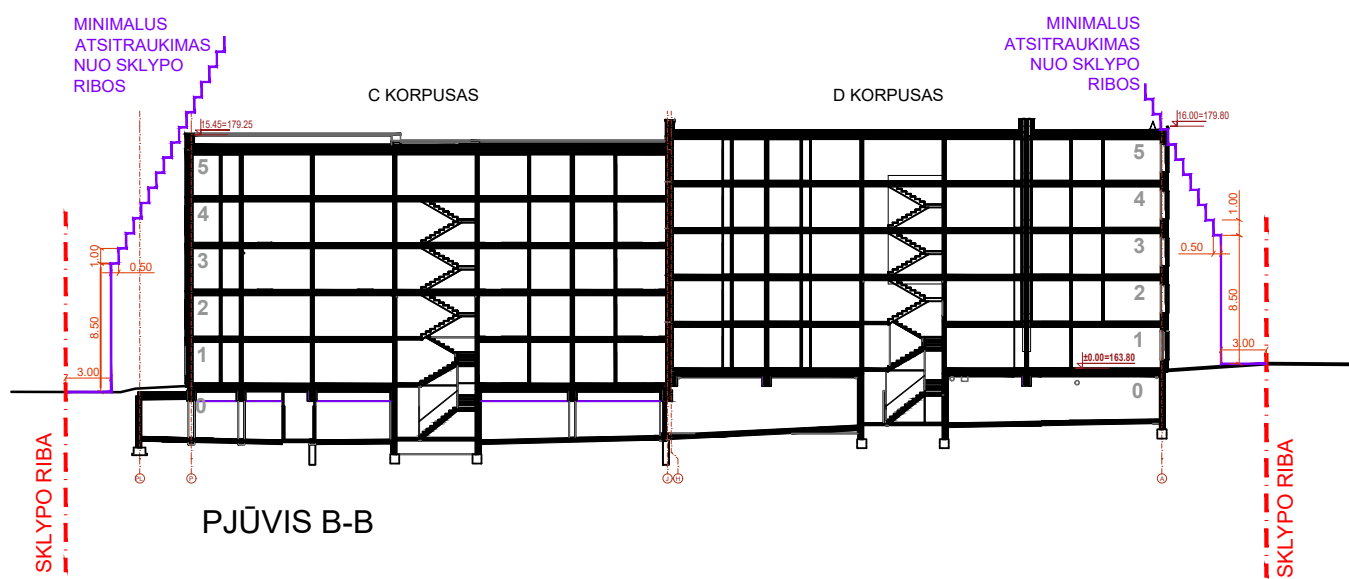 MINIMALUS
ATSITRAUKIMAS
NUO SKLYPO
RIBOS
MINIMALUS
ATSITRAUKIMAS
NUO SKLYPO
RIBOS
C KORPUSAS
D KORPUSAS
15.45=179.25
16.00=179.80
5
4
3
2
1
0
5
4
3
2
1
0
1.00
0.50
8.50
3.00
1.00
0.50
8.50
3.00
±0.00=163.80
P
J
H
A
SKLYPO RIBA
SKLYPO RIBA
PJŪVIS B-B